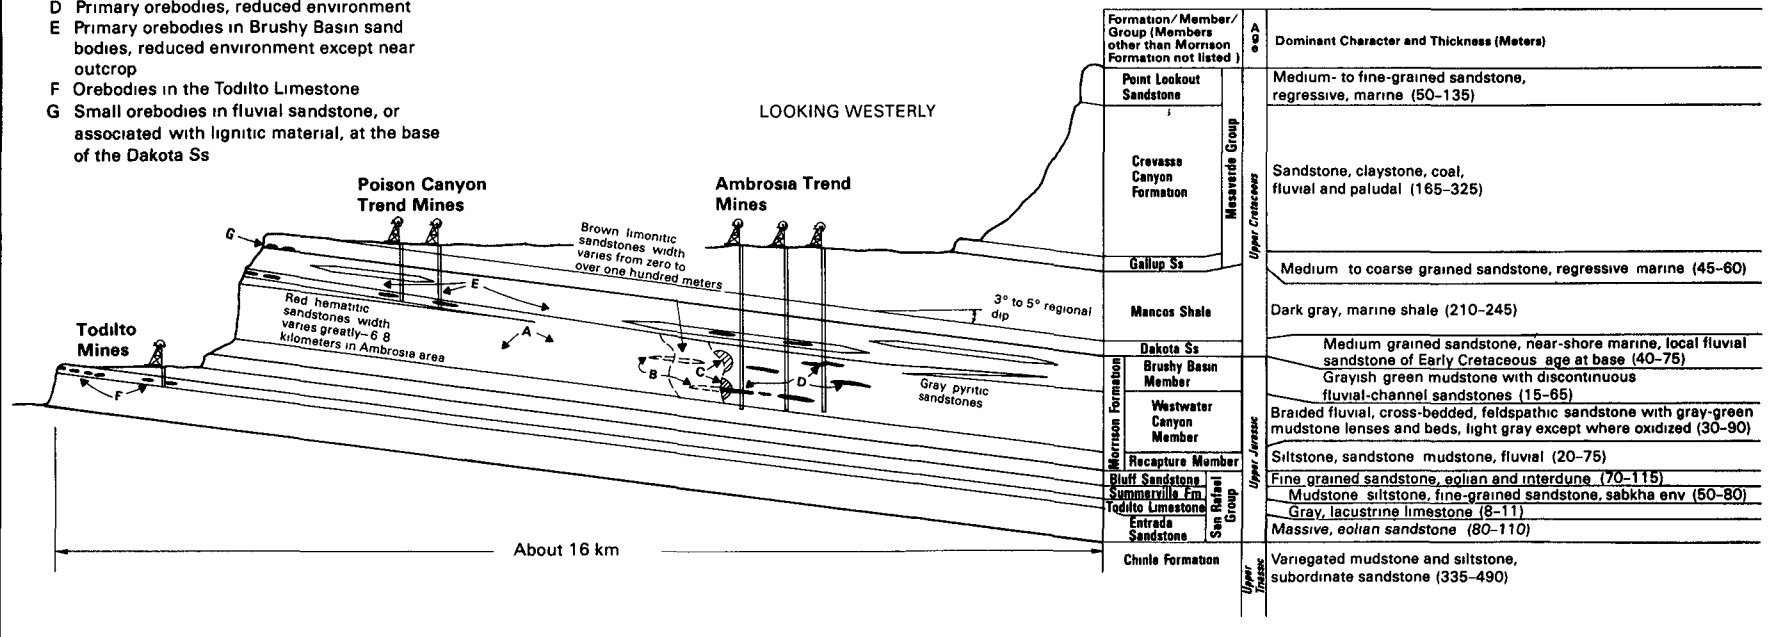 D Primary orebodies, reduced environment
E Primary orebodies in Brushy Basin sand
bodies, reduced environment except near
outcrop
F Orebodies in the Todilto Limestone
G Small orebodies in fluvial sandstone, or
associated with lignitic material, at the base
of the Dakota Ss
LOOKING WESTERLY
Poison Canyon
Trend Mines
Ambrosia Trend
Mines
Todilto
Mines
G
Brown limonitic
sandstones width
varies from zero to
over one hundred meters
E
Red hematitic
sandstones width
varies greatly–6 8
kilometers in Ambrosia area
A
3° to 5° regional
dip
B
C
D
Gray pyritic
sandstones
F
About 16 km
Formation/Member/
Group (Members
other than Morrison
Formation not listed )
Age
Dominant Character and Thickness (Meters)
Point Lookout
Sandstone
Medium- to fine-grained sandstone,
regressive, marine (50–135)
Crevasse
Canyon
Formation
Mesaverde Group
Upper Cretaceous
Sandstone, claystone, coal,
fluvial and paludal (165–325)
Gallup Ss
Medium to coarse grained sandstone, regressive marine (45–60)
Mancos Shale
Dark gray, marine shale (210–245)
Dakota Ss
Medium grained sandstone, near-shore marine, local fluvial
sandstone of Early Cretaceous age at base (40–75)
Morrison Formation
Brushy Basin
Member
Upper Jurassic
Grayish green mudstone with discontinuous
fluvial-channel sandstones (15–65)
Westwater
Canyon
Member
Braided fluvial, cross-bedded, feldspathic sandstone with gray-green
mudstone lenses and beds, light gray except where oxidized (30–90)
Recapture Member
Siltstone, sandstone mudstone, fluvial (20–75)
Bluff Sandstone
San Rafael
Group
Fine grained sandstone, eolian and interdune (70–115)
Summerville Fm
Mudstone siltstone, fine-grained sandstone, sabkha env (50–80)
Todilto Limestone
Gray, lacustrine limestone (8–11)
Entrada
Sandstone
Massive, eolian sandstone (80–110)
Chinle Formation
Upper
Triassic
Variegated mudstone and siltstone,
subordinate sandstone (335–490)